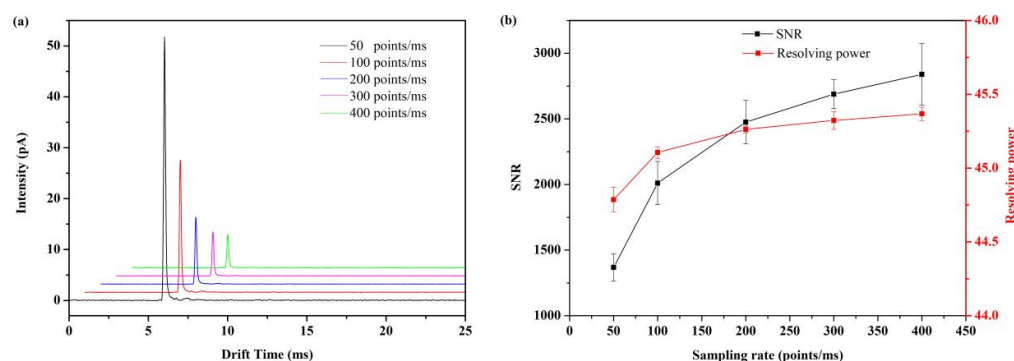 (a)
50 points/ms
100 points/ms
200 points/ms
300 points/ms
400 points/ms
Intensity (pA)
50
40
30
20
10
0
0 5 10 15 20 25
Drift Time (ms)
(b)
SNR
Resolving power
SNR
3000
2500
2000
1500
1000
46.0
45.5
45.0
44.5
44.0
Resolving power
0 50 100 150 200 250 300 350 400 450
Sampling rate (points/ms)